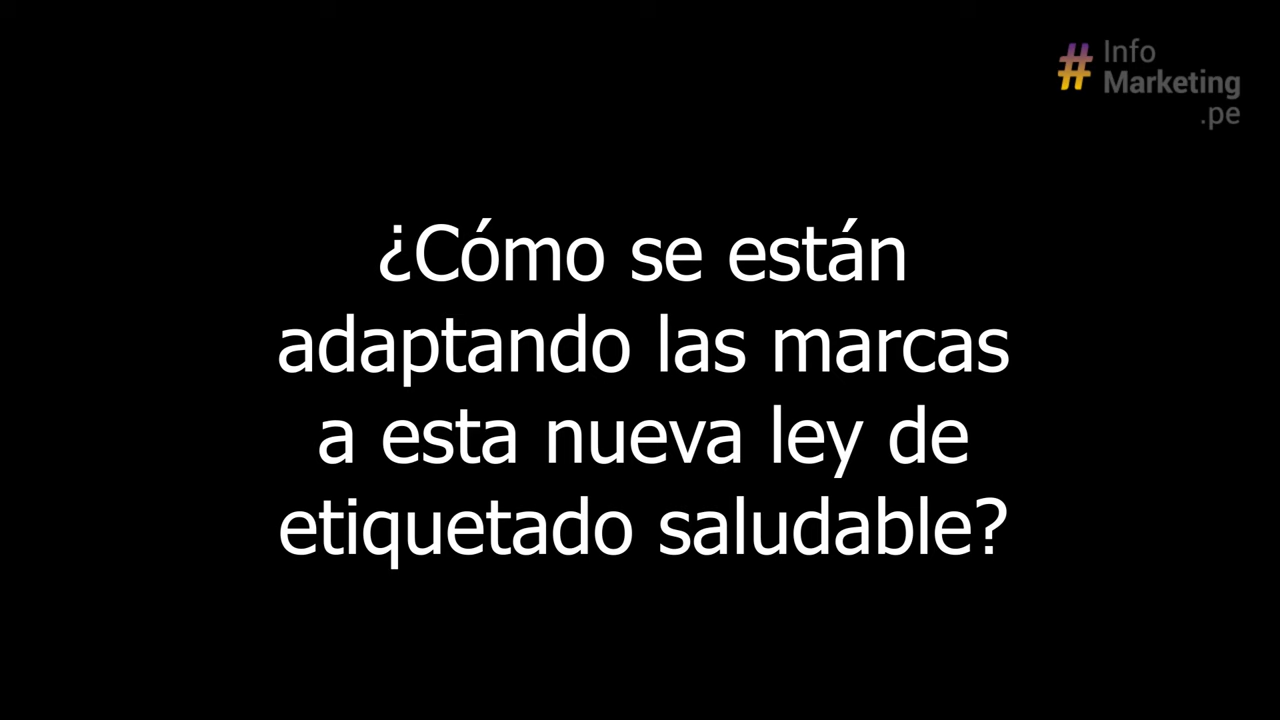 # Info
Marketing
.pe
¿Cómo se están
adaptando las marcas
a esta nueva ley de
etiquetado saludable?